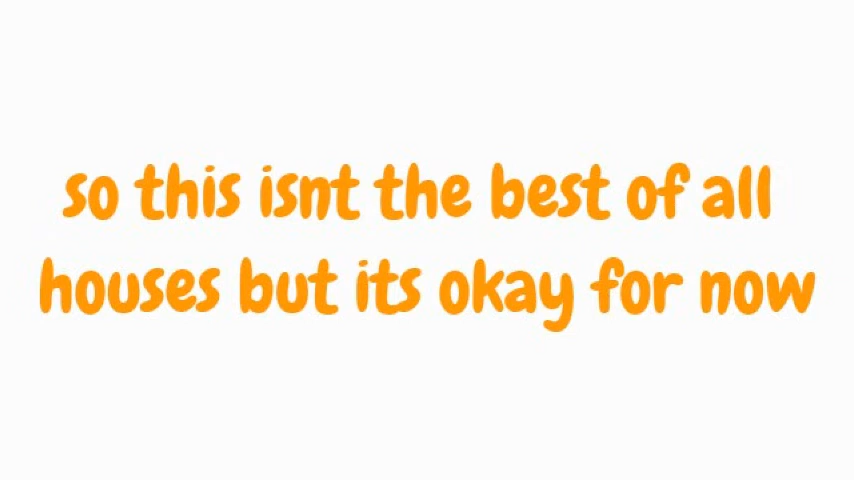 so this isnt the best of all
houses but its okay for now